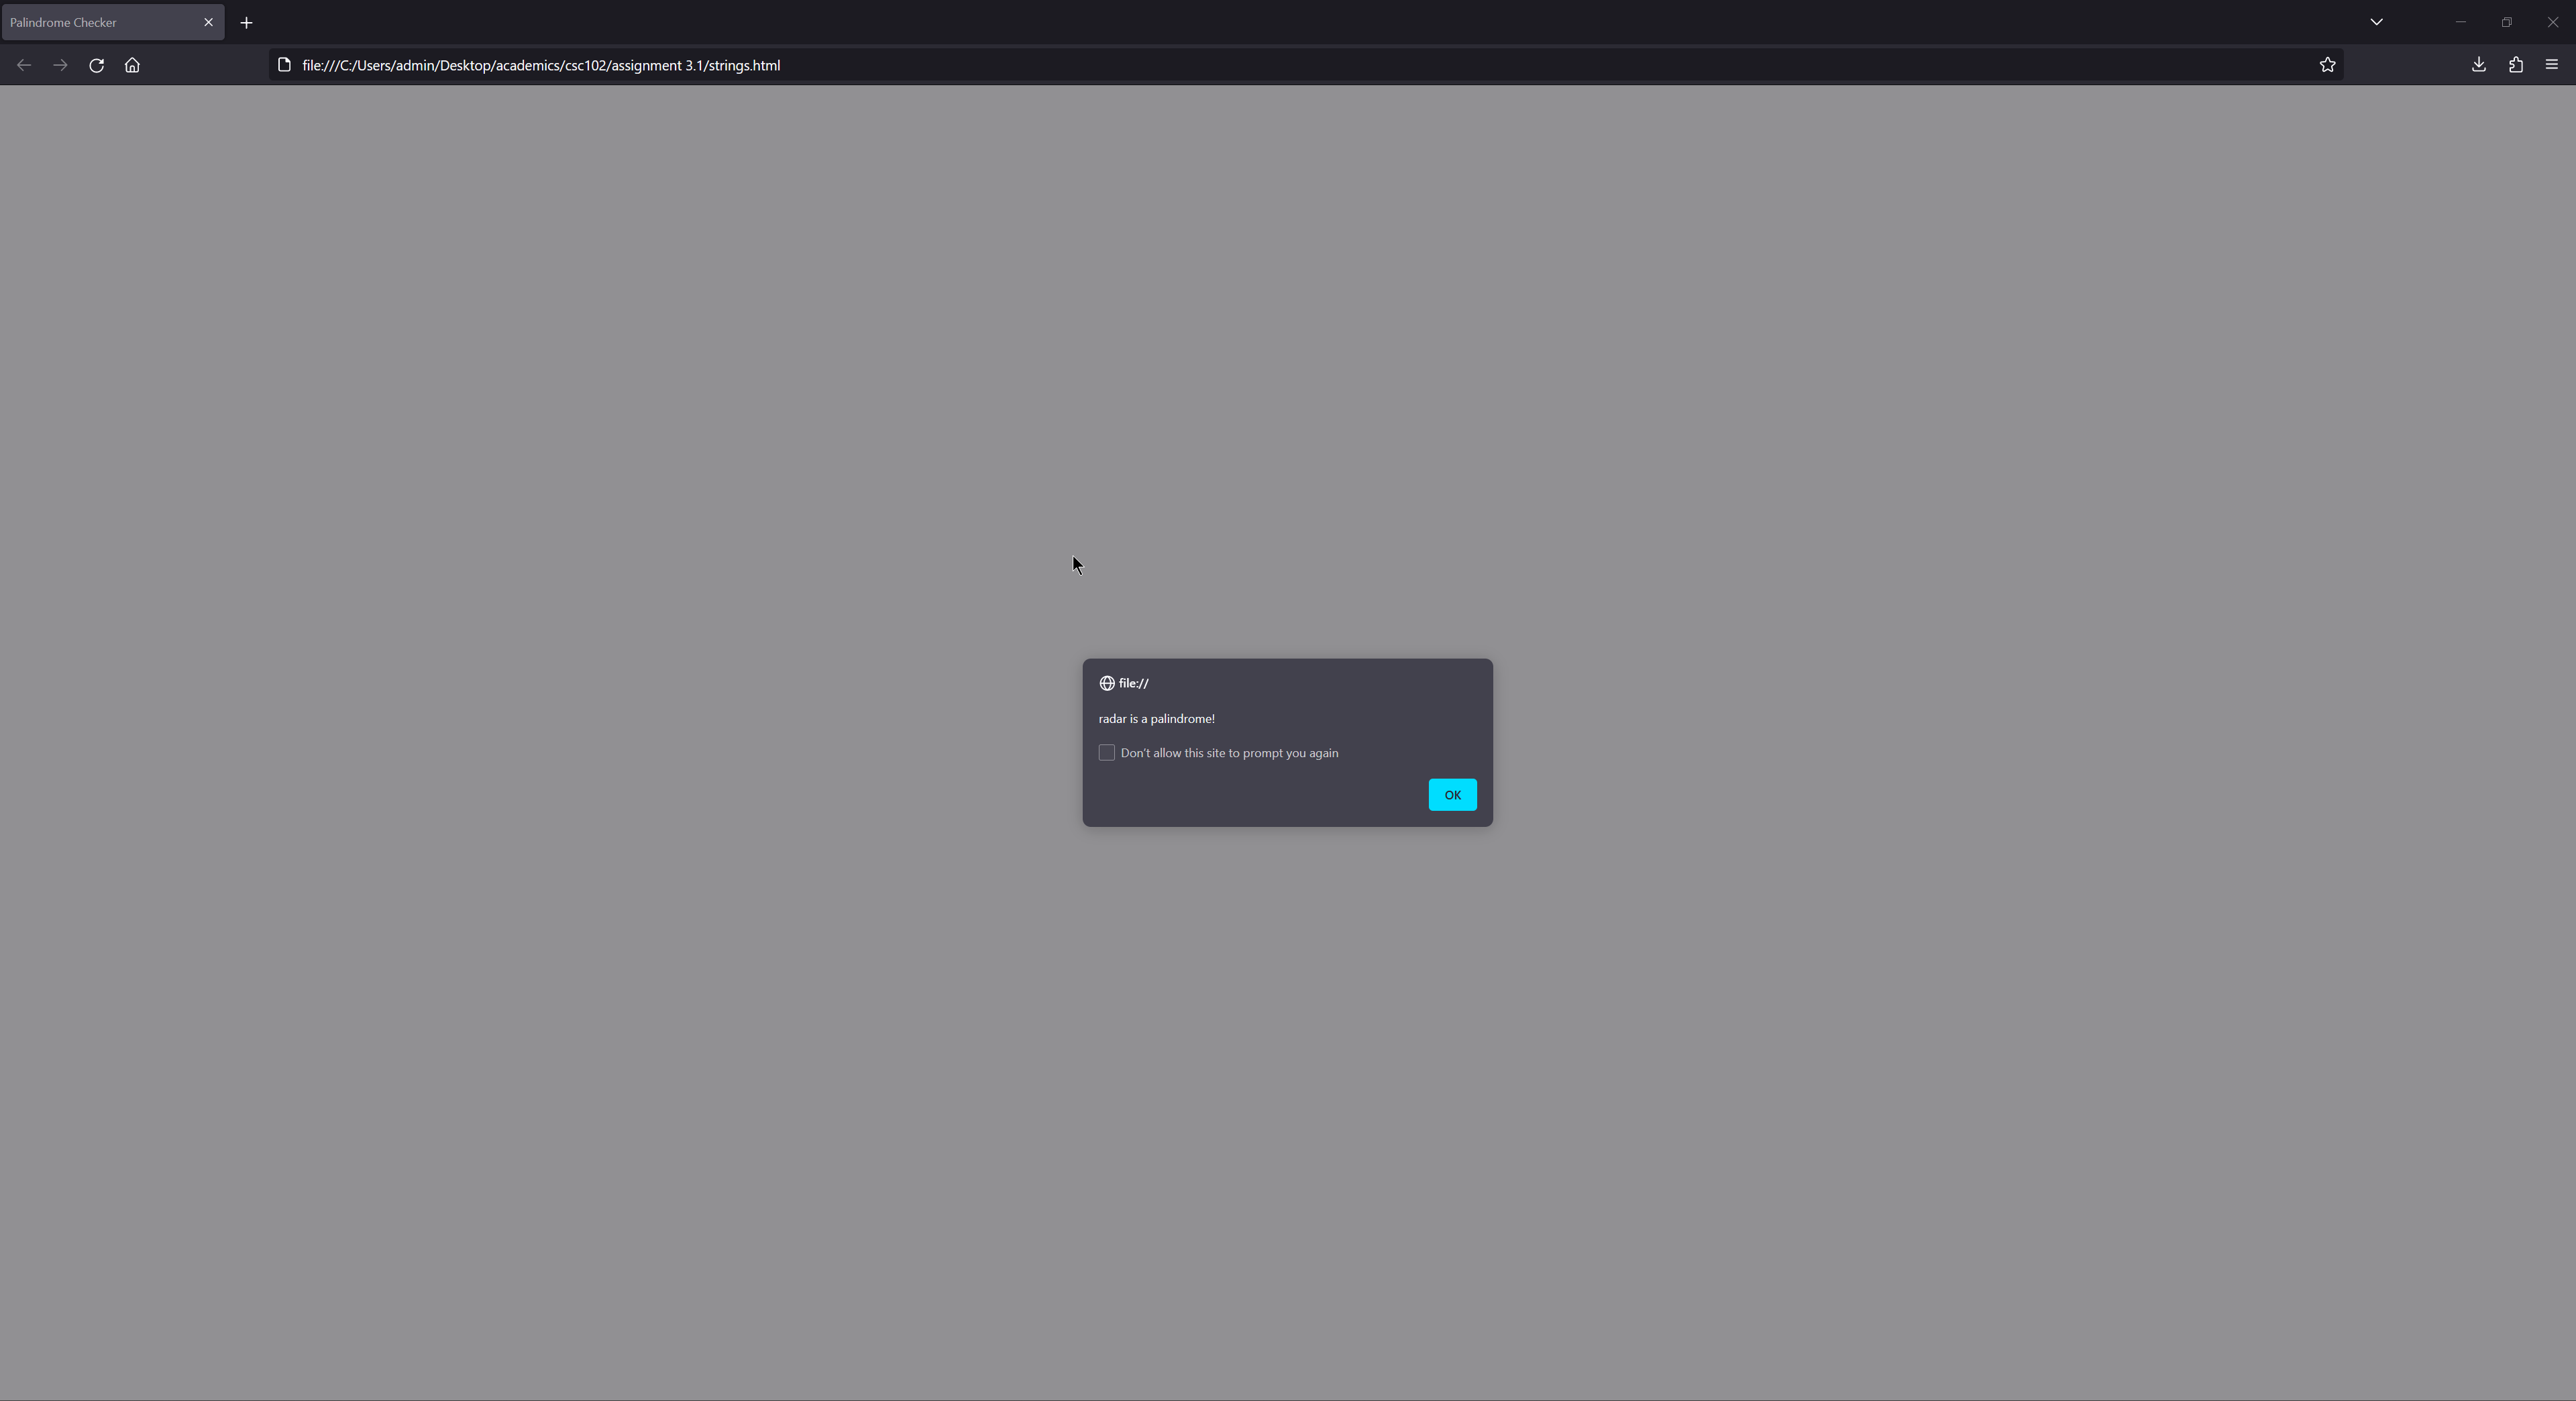 Palindrome Checker
file:///C:/Users/admin/Desktop/academics/csc102/assignment 3.1/strings.html
file://
radar is a palindrome!
Don't allow this site to prompt you again
OK